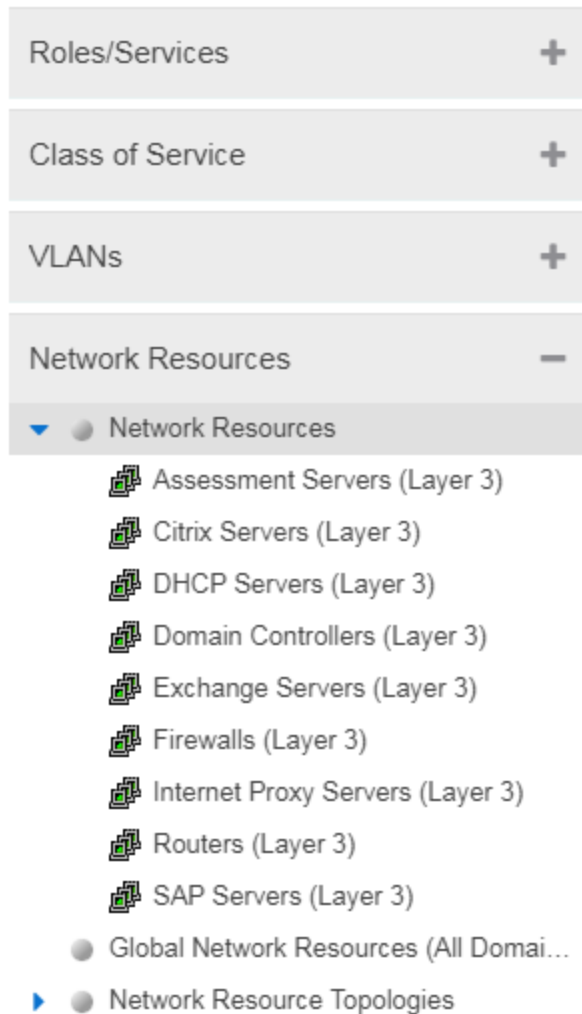 Roles/Services
Class of Service
VLANs
Network Resources
Network Resources
Assessment Servers (Layer 3)
Citrix Servers (Layer 3)
DHCP Servers (Layer 3)
Domain Controllers (Layer 3)
Exchange Servers (Layer 3)
Firewalls (Layer 3)
Internet Proxy Servers (Layer 3)
Routers (Layer 3)
SAP Servers (Layer 3)
Global Network Resources (All Domai...
Network Resource Topologies